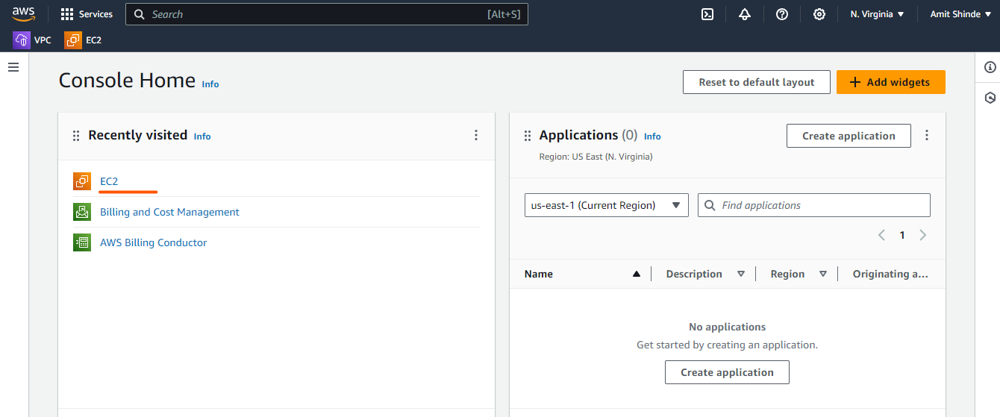 aws Services Search [Alt+S] N. Virginia Amit Shinde
VPC EC2
Console Home Info
Reset to default layout
Add widgets
Recently visited Info
EC2
Billing and Cost Management
AWS Billing Conductor
Applications (0) Info
Create application
Region: US East (N. Virginia)
us-east-1 (Current Region)
Find applications
1
Name Description Region Originating a...
No applications
Get started by creating an application.
Create application